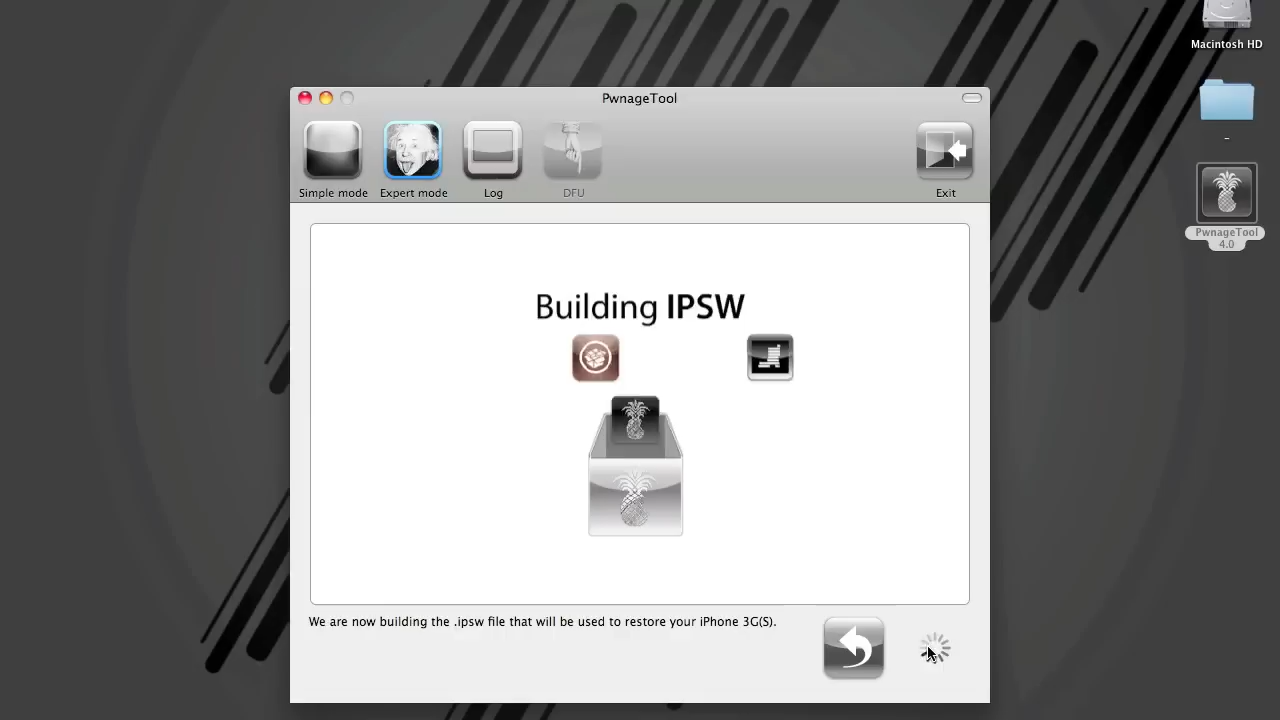 Macintosh HD
PwnageTool
Simple mode
Expert mode
Log
DFU
Exit
-
PwnageTool
4.0
Building IPSW
We are now building the .ipsw file that will be used to restore your iPhone 3G(S).